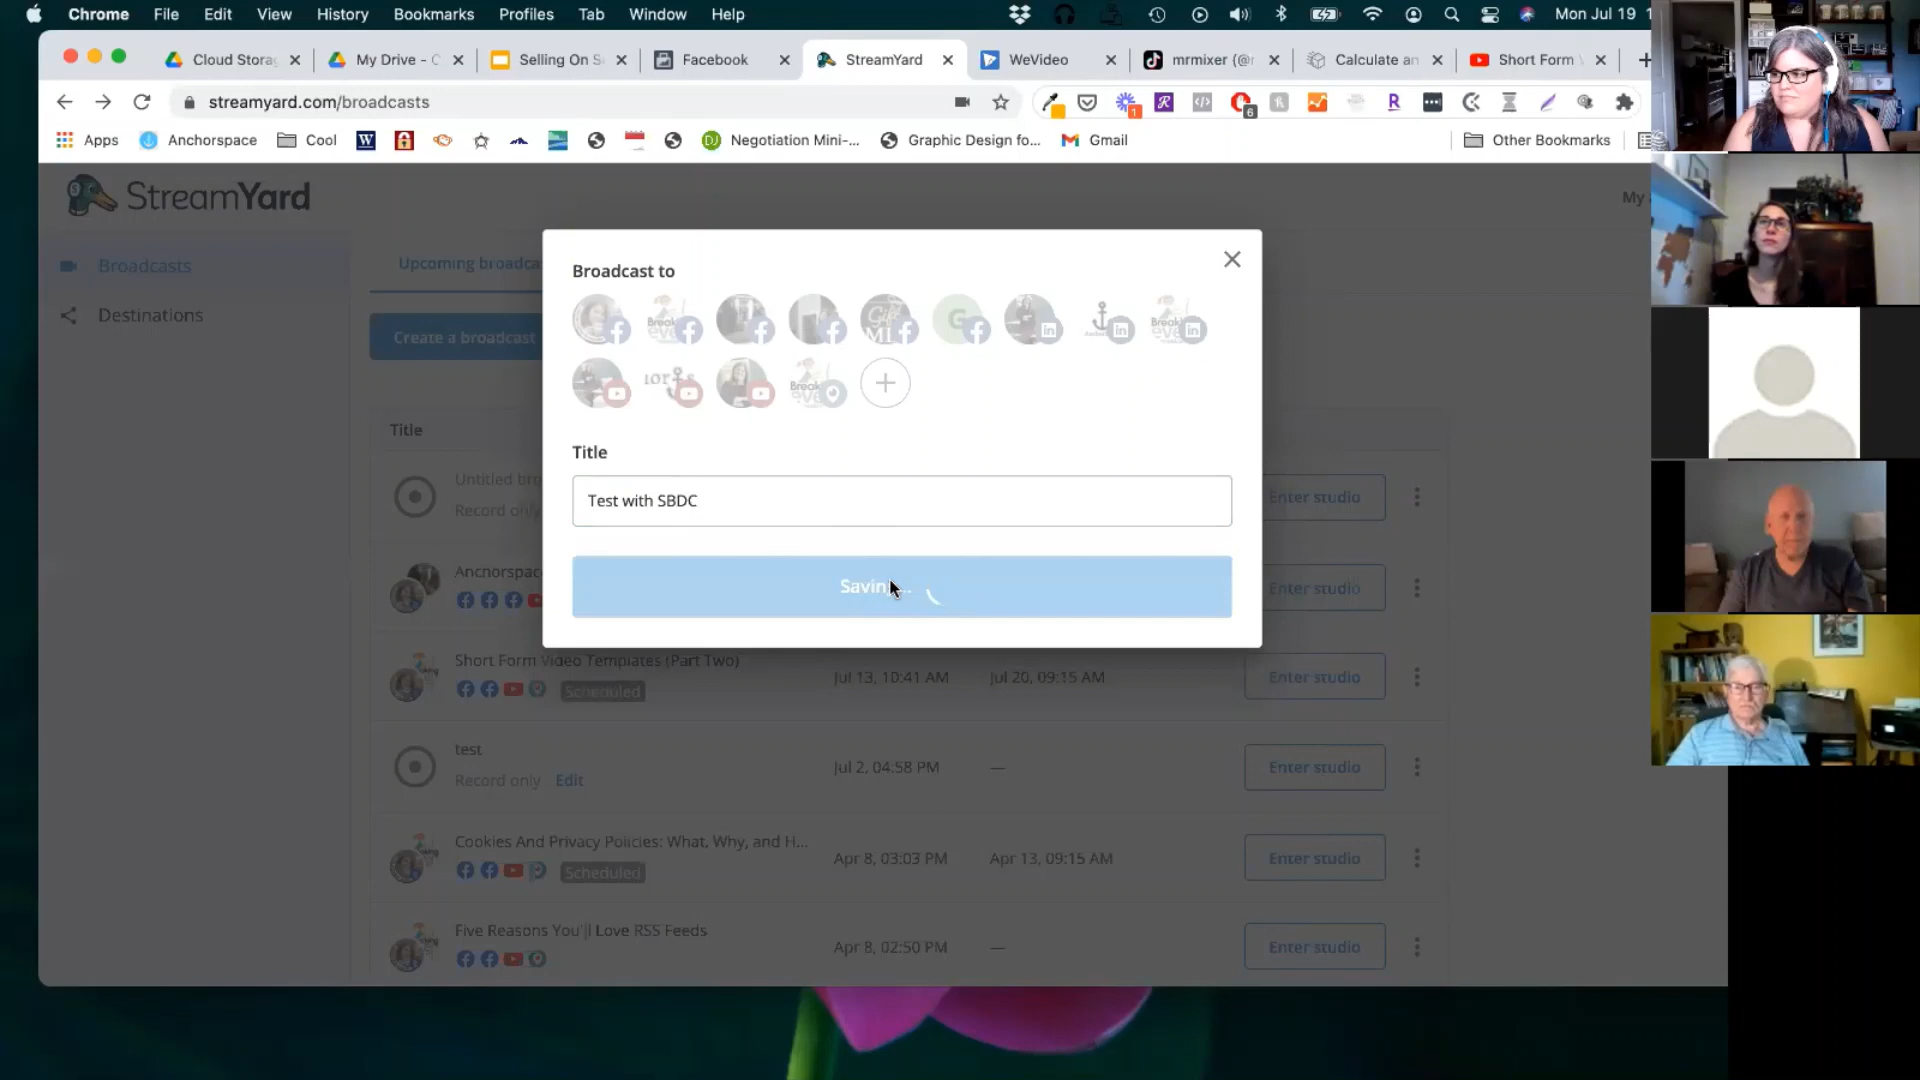 Chrome File Edit View History Bookmarks Profiles Tab Window Help Mon Jul 19
Cloud Stora My Drive - C Selling On S Facebook StreamYard WeVideo mrmixer (@r Calculate an Short Form
streamyard.com/broadcasts
Apps Anchorspace Cool Negotiation Mini-... Graphic Design fo... Gmail Other Bookmarks
StreamYard My
Broadcasts
Destinations
Upcoming broadca
Create a broadcast
Broadcast to
Title
Test with SBDC
Saving...
Title
Untitled bro
Record only
Enter studio
Anchorspac
Enter studio
Short Form Video Templates (Part Two)
Scheduled
Jul 13, 10:41 AM Jul 20, 09:15 AM Enter studio
test
Record only Edit
Jul 2, 04:58 PM — Enter studio
Cookies And Privacy Policies: What, Why, and H...
Scheduled
Apr 8, 03:03 PM Apr 13, 09:15 AM Enter studio
Five Reasons You'll Love RSS Feeds
Apr 8, 02:50 PM — Enter studio